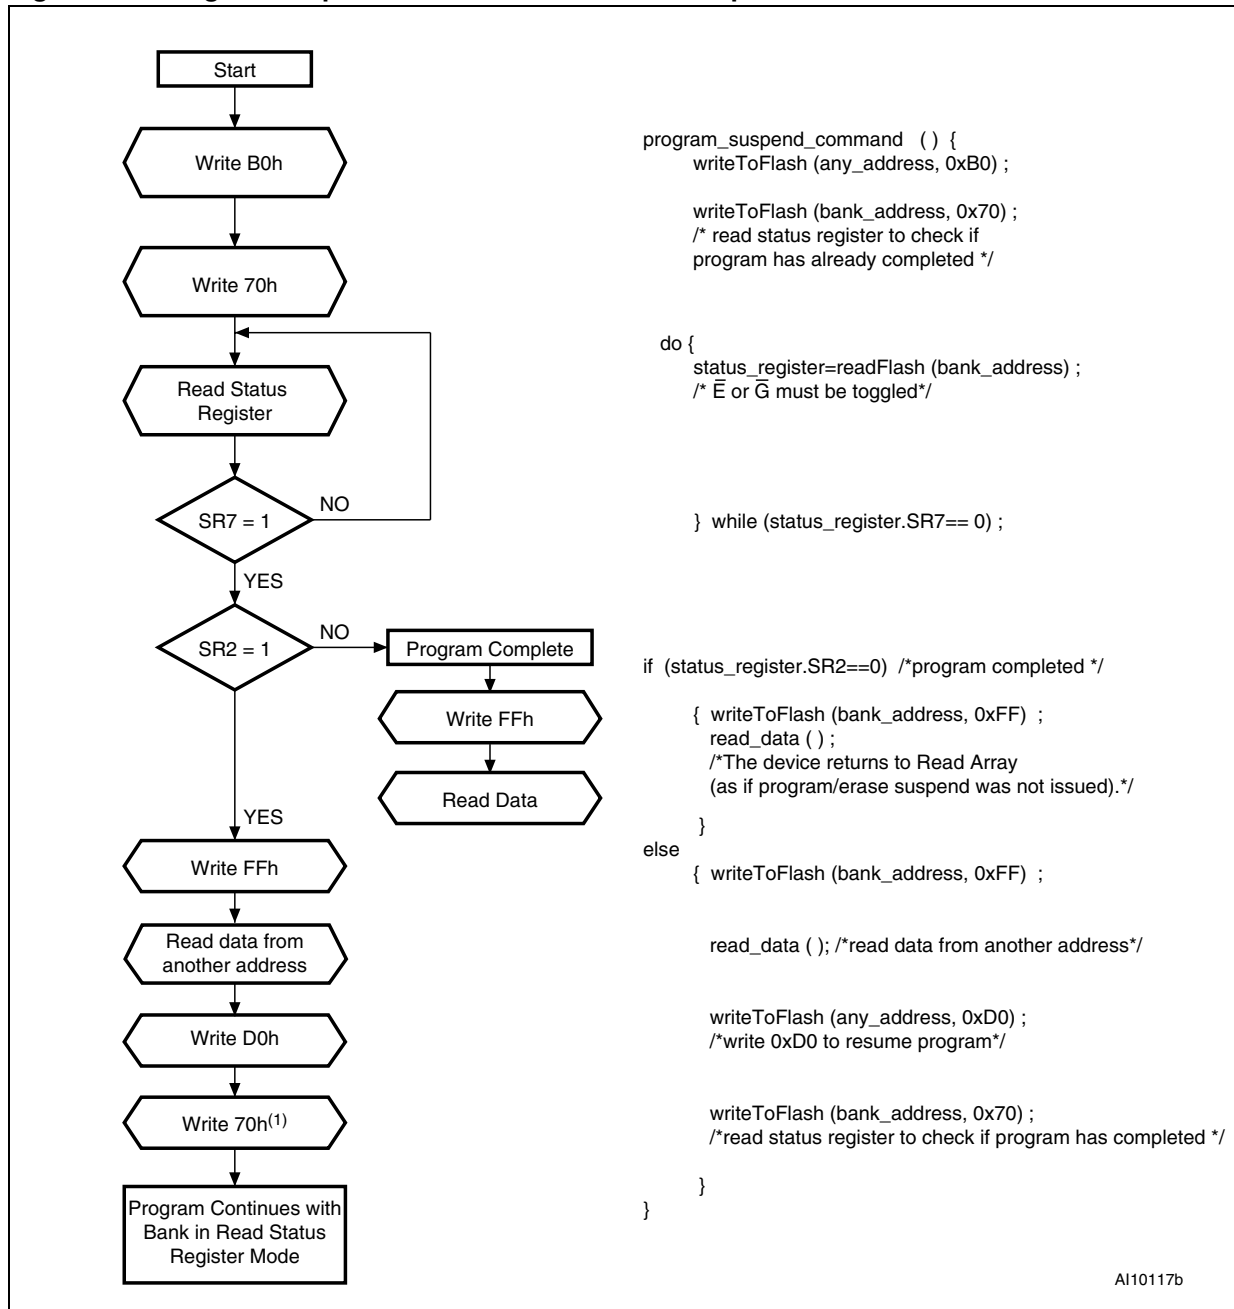 Start
Write B0h
Write 70h
Read Status
Register
SR7 = 1
NO
YES
SR2 = 1
NO
Program Complete
Write FFh
Read Data
YES
Write FFh
Read data from
another address
Write D0h
Write 70h(1)
Program Continues with
Bank in Read Status
Register Mode
program_suspend_command ( ) {
writeToFlash (any_address, 0xB0) ;
writeToFlash (bank_address, 0x70) ;
/* read status register to check if
program has already completed */
do {
status_register=readFlash (bank_address) ;
/* E̅ or G̅ must be toggled*/
} while (status_register.SR7== 0) ;
if (status_register.SR2==0) /*program completed */
{ writeToFlash (bank_address, 0xFF) ;
read_data ( ) ;
/*The device returns to Read Array
(as if program/erase suspend was not issued).*/
}
else
{ writeToFlash (bank_address, 0xFF) ;
read_data ( ); /*read data from another address*/
writeToFlash (any_address, 0xD0) ;
/*write 0xD0 to resume program*/
writeToFlash (bank_address, 0x70) ;
/*read status register to check if program has completed */
}
}
AI10117b